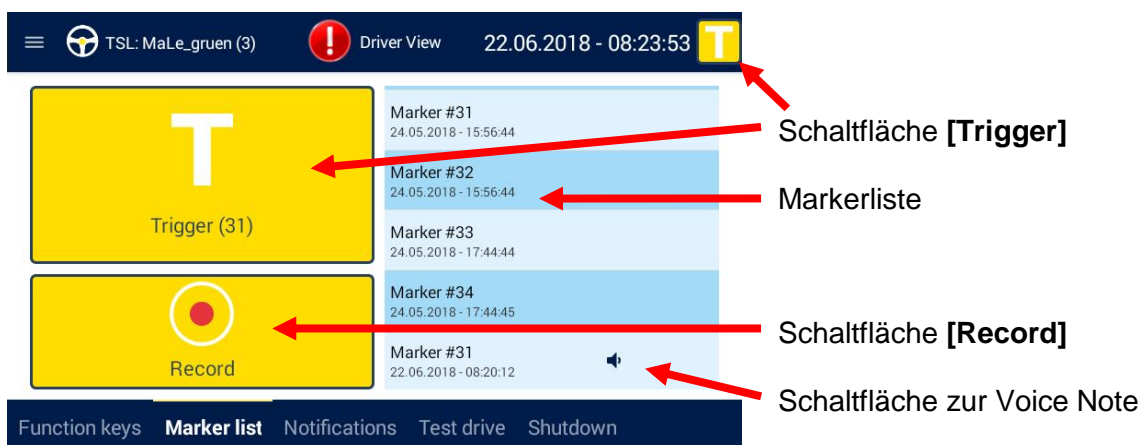 TSL: MaLe_gruen (3)
!
Driver View
22.06.2018 - 08:23:53
T
T
Trigger (31)
Record
Marker #31
24.05.2018 - 15:56:44
Marker #32
24.05.2018 - 15:56:44
Marker #33
24.05.2018 - 17:44:44
Marker #34
24.05.2018 - 17:44:45
Marker #31
22.06.2018 - 08:20:12
Function keys Marker list Notifications Test drive Shutdown
Schaltfläche [Trigger]
Markerliste
Schaltfläche [Record]
Schaltfläche zur Voice Note